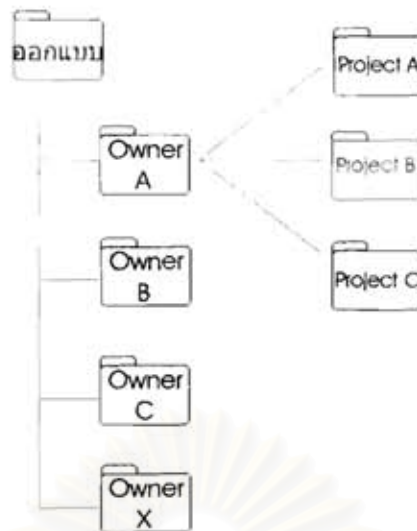 ออกแบบ
Owner
A
Owner
B
Owner
C
Owner
X
Project A
Project B
Project C